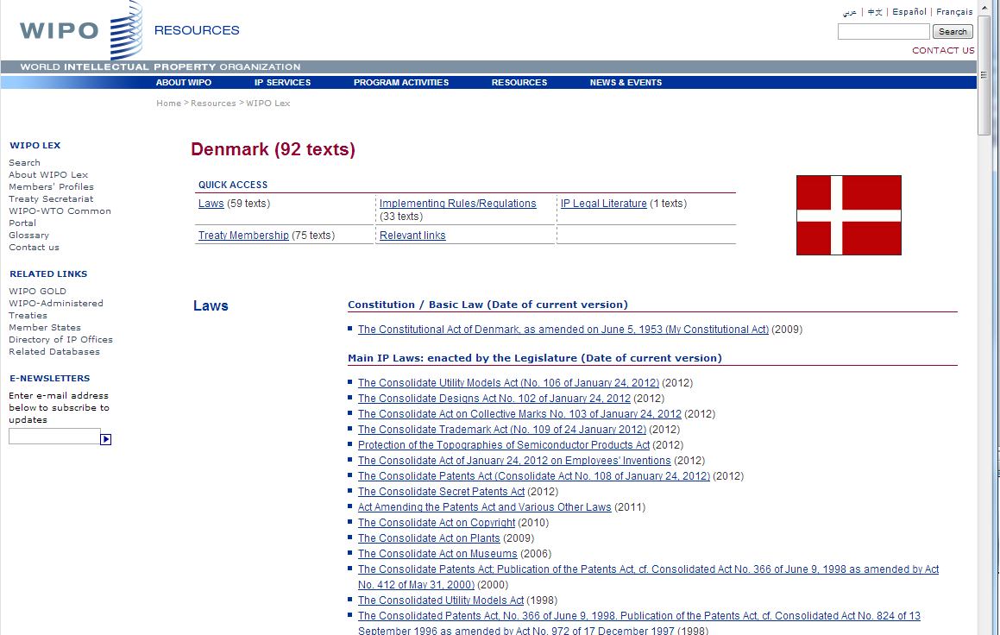 WIPO
RESOURCES
عربي | 中文 | Español | Français
Search
CONTACT US
WORLD INTELLECTUAL PROPERTY ORGANIZATION
ABOUT WIPO IP SERVICES PROGRAM ACTIVITIES RESOURCES NEWS & EVENTS
Home > Resources > WIPO Lex
WIPO LEX
Search
About WIPO Lex
Members' Profiles
Treaty Secretariat
WIPO-WTO Common
Portal
Glossary
Contact us
RELATED LINKS
WIPO GOLD
WIPO-Administered
Treaties
Member States
Directory of IP Offices
Related Databases
E-NEWSLETTERS
Enter e-mail address
below to subscribe to
updates
Denmark (92 texts)
QUICK ACCESS
Laws (59 texts)
Implementing Rules/Regulations
(33 texts)
IP Legal Literature (1 texts)
Treaty Membership (75 texts)
Relevant links
Laws
Constitution / Basic Law (Date of current version)
The Constitutional Act of Denmark, as amended on June 5, 1953 (My Constitutional Act) (2009)
Main IP Laws: enacted by the Legislature (Date of current version)
The Consolidate Utility Models Act (No. 106 of January 24, 2012) (2012)
The Consolidate Designs Act No. 102 of January 24, 2012 (2012)
The Consolidate Act on Collective Marks No. 103 of January 24, 2012 (2012)
The Consolidate Trademark Act (No. 109 of 24 January 2012) (2012)
Protection of the Topographies of Semiconductor Products Act (2012)
The Consolidate Act of January 24, 2012 on Employees' Inventions (2012)
The Consolidate Patents Act (Consolidate Act No. 108 of January 24, 2012) (2012)
The Consolidate Secret Patents Act (2012)
Act Amending the Patents Act and Various Other Laws (2011)
The Consolidate Act on Copyright (2010)
The Consolidate Act on Plants (2009)
The Consolidate Act on Museums (2006)
The Consolidate Patents Act; Publication of the Patents Act, cf. Consolidated Act No. 366 of June 9, 1998 as amended by Act
No. 412 of May 31, 2000) (2000)
The Consolidated Utility Models Act (1998)
The Consolidated Patents Act, No. 366 of June 9, 1998. Publication of the Patents Act, cf. Consolidated Act No. 824 of 13
September 1996 as amended by Act No. 972 of 17 December 1997 (1998)